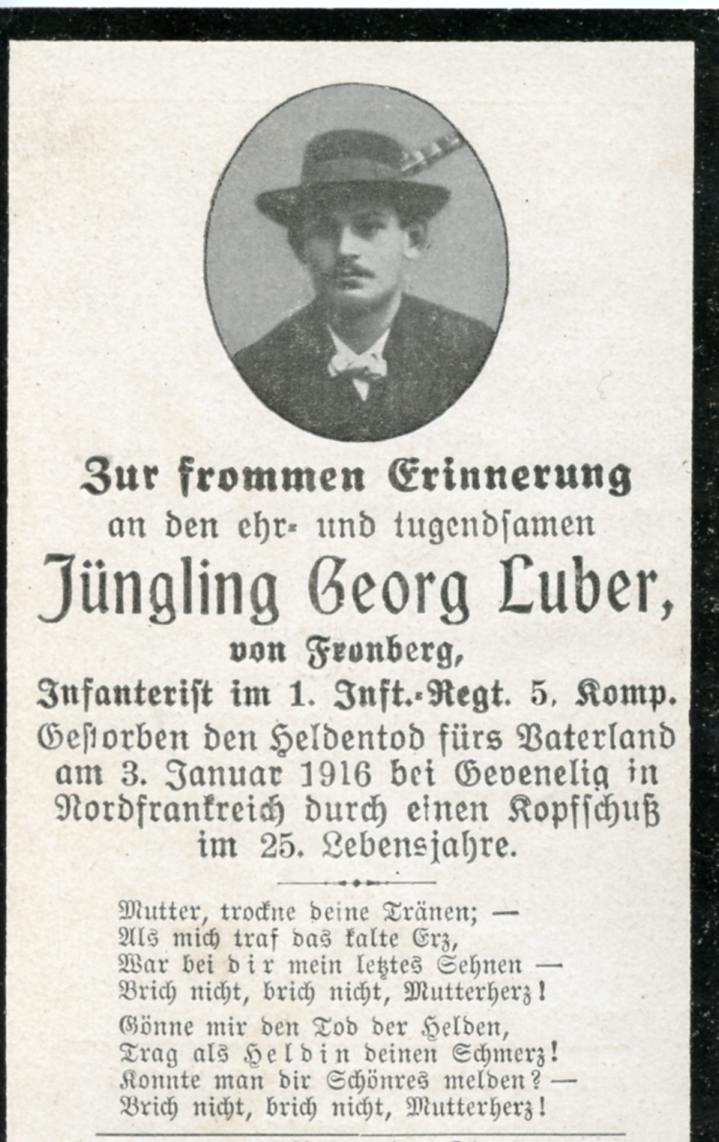 Zur frommen Erinnerung
an den ehr- und tugendsamen
Jüngling Georg Luber,
von Fronberg,
Infanterist im 1. Inft.-Regt. 5. Komp.
Gestorben den Heldentod fürs Vaterland
am 3. Januar 1916 bei Gevenelig in
Nordfrankreich durch einen Kopfschuß
im 25. Lebensjahre.
Mutter, trockne deine Tränen; —
Als mich traf das kalte Erz,
War bei dir mein letztes Sehnen —
Brich nicht, brich nicht, Mutterherz!
Gönne mir den Tod der Helden,
Trag als Heldin deinen Schmerz!
Konnte man dir Schönres melden? —
Brich nicht, brich nicht, Mutterherz!